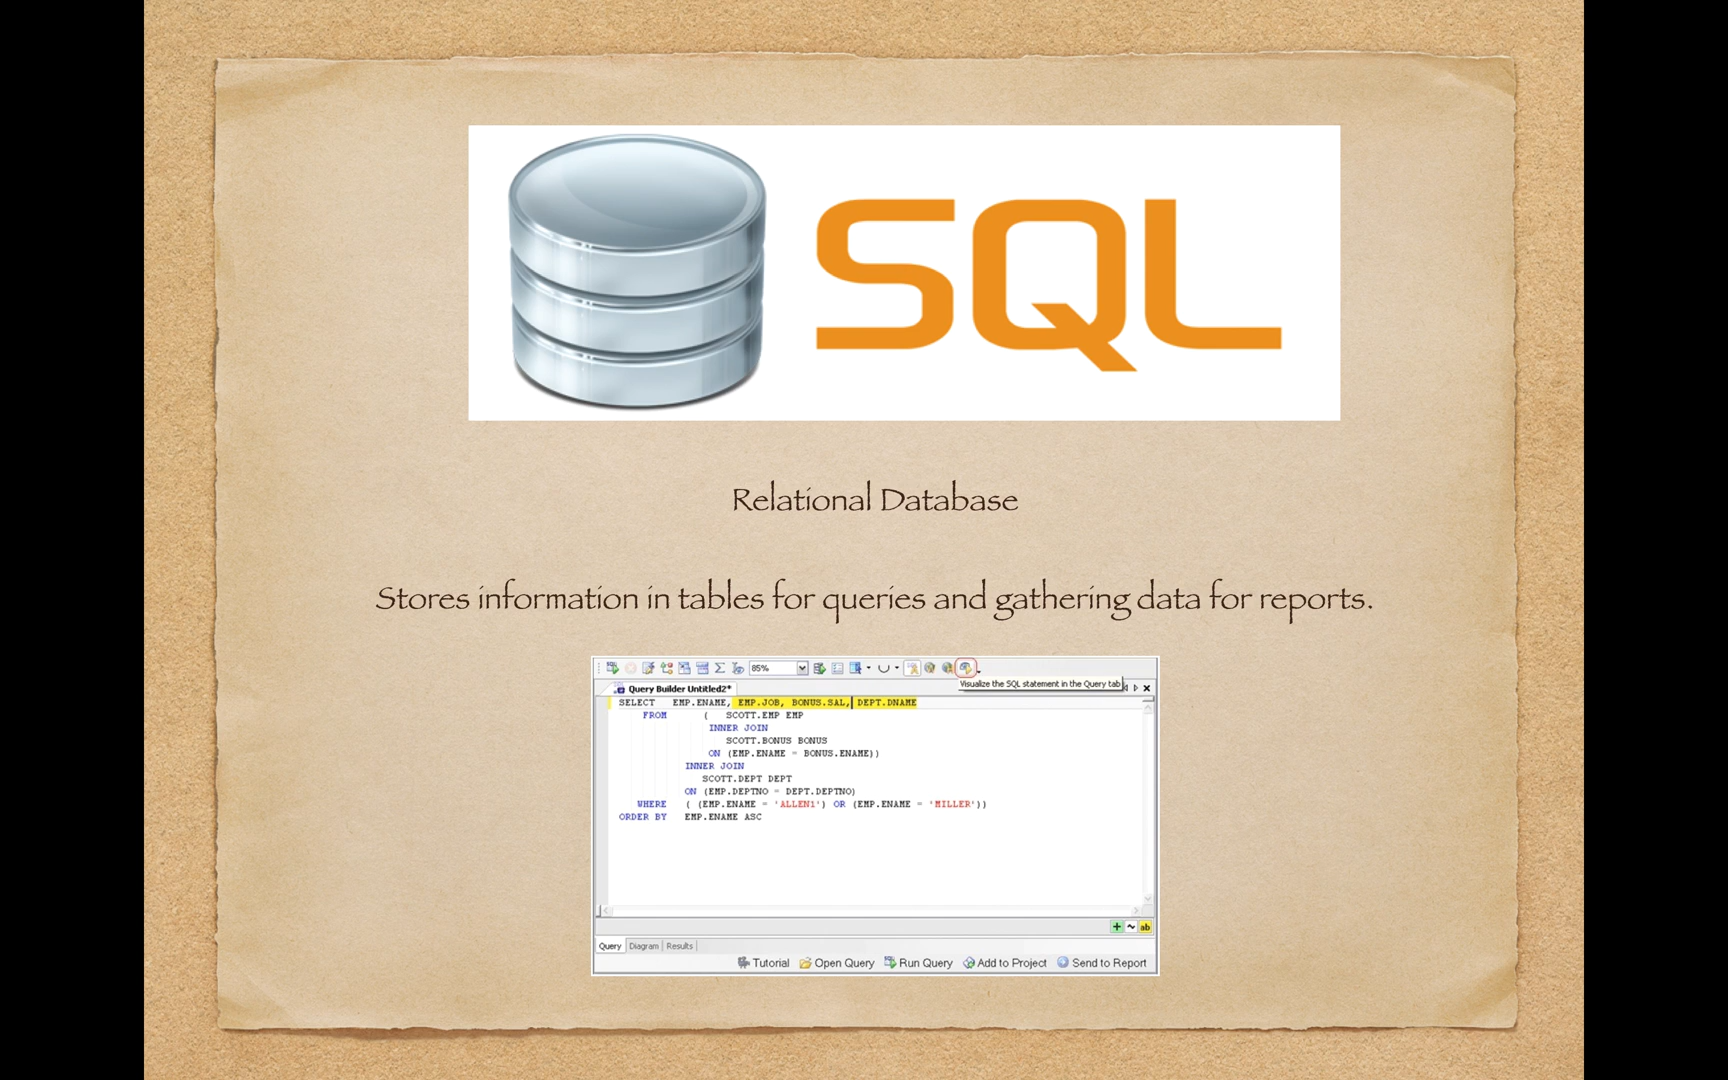 SQL
Relational Database
Stores information in tables for queries and gathering data for reports.
85%
Visualize the SQL statement in the Query tab
Query Builder Untitled2*
SELECT EMP.ENAME, EMP.JOB, BONUS.SAL, DEPT.DNAME
FROM ( SCOTT.EMP EMP
INNER JOIN
SCOTT.BONUS BONUS
ON (EMP.ENAME = BONUS.ENAME))
INNER JOIN
SCOTT.DEPT DEPT
ON (EMP.DEPTNO = DEPT.DEPTNO)
WHERE ( (EMP.ENAME = 'ALLEN1') OR (EMP.ENAME = 'MILLER'))
ORDER BY EMP.ENAME ASC
ab
Query Diagram Results
Tutorial Open Query Run Query Add to Project Send to Report